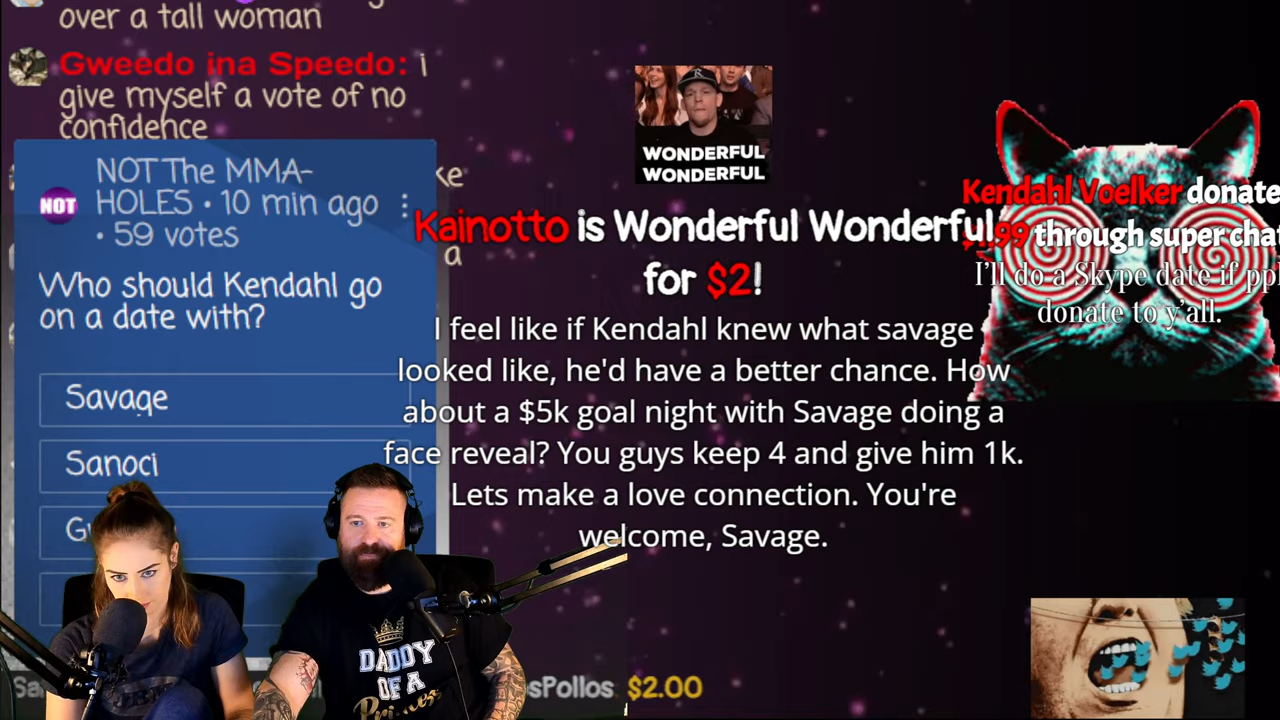 over a tall woman
Gweedo ina Speedo: i
give myself a vote of no
confidence
NOT The MMA-
HOLES • 10 min ago
• 59 votes
NOT
ke
a
Who should Kendahl go
on a date with?
Savage
Sanoci
WONDERFUL
WONDERFUL
Kainotto is Wonderful Wonderful
for $2!
I feel like if Kendahl knew what savage
looked like, he'd have a better chance. How
about a $5k goal night with Savage doing a
face reveal? You guys keep 4 and give him 1k.
Lets make a love connection. You're
welcome, Savage.
Kendahl Voelker donate
through super chat
I'll do a Skype date if ppl
donate to y'all.
DADDY
OF A
Princess
sPollos $2.00